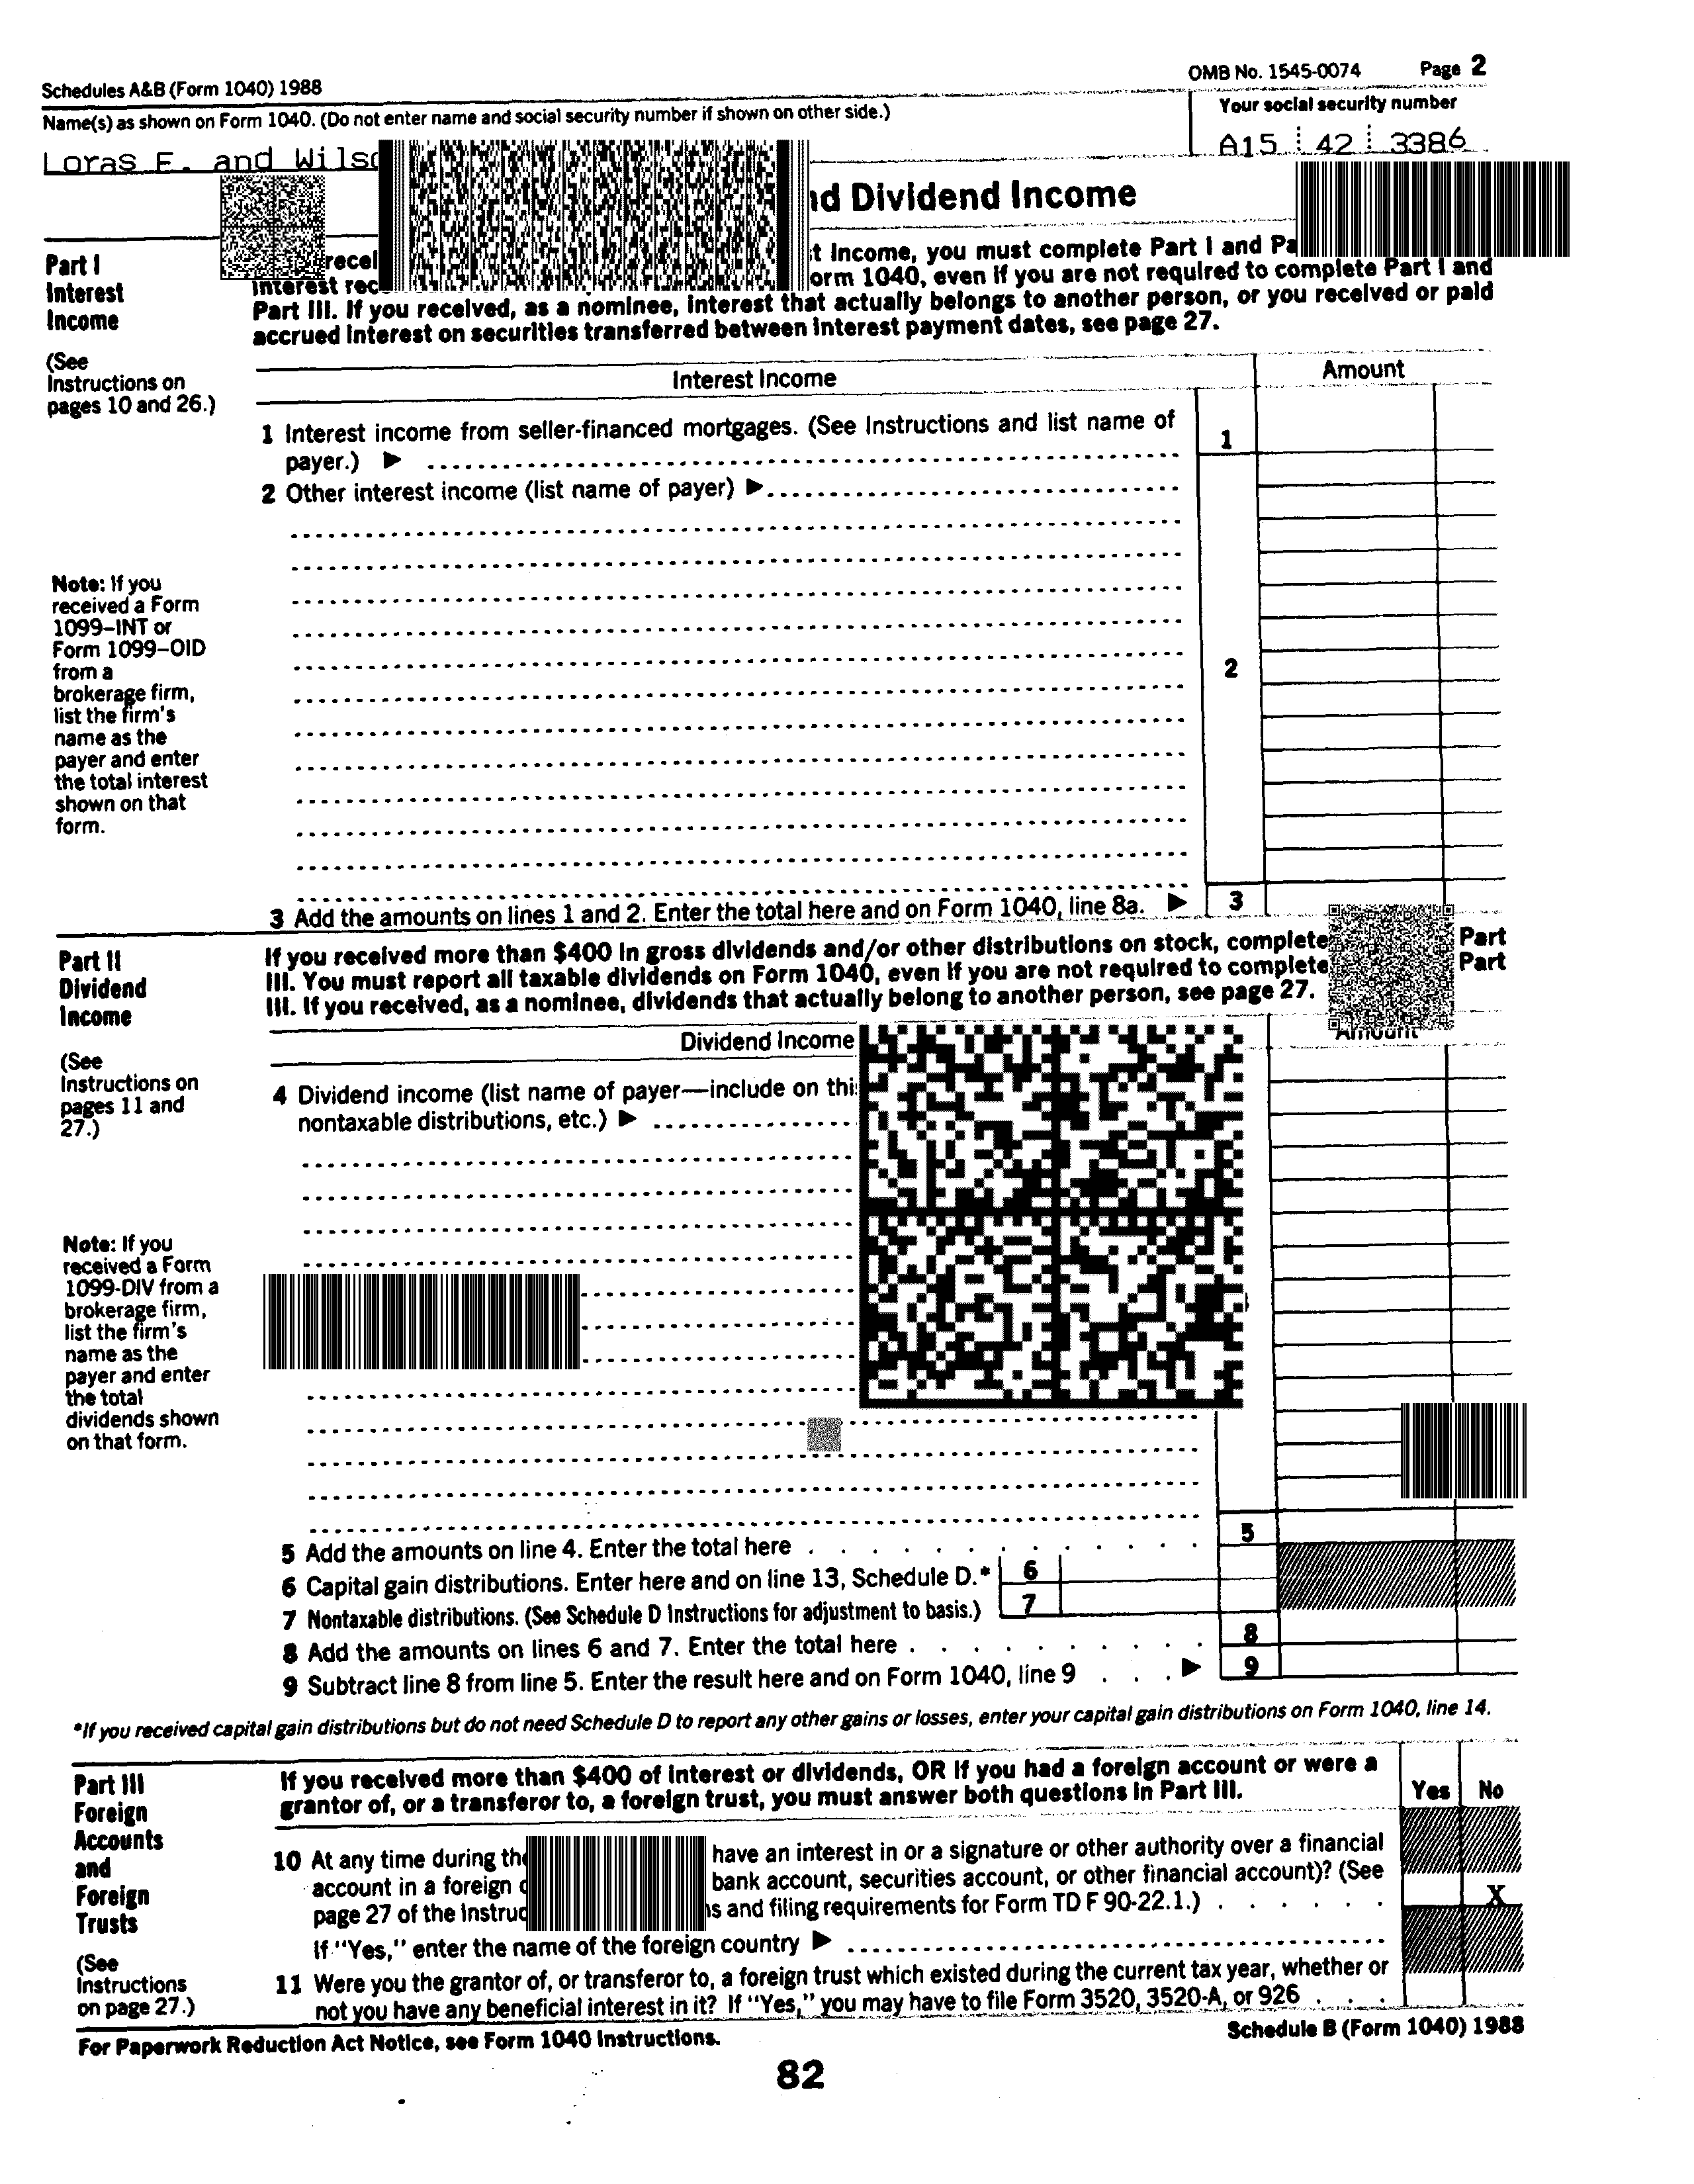 Schedules A&B (Form 1040) 1988
OMB No. 1545-0074 Page 2
Name(s) as shown on Form 1040. (Do not enter name and social security number if shown on other side.)
Your social security number
Loras E. and
A15 42 3386
Dividend Income
Part I
Interest
Income
(See
Instructions on
pages 10 and 26.)
t Income, you must complete Part I and
Interest 1040, even if you are not required to complete Part I and
Part III. If you received, as a nominee, interest that actually belongs to another person, or you received or paid
accrued interest on securities transferred between interest payment dates, see page 27.
Interest Income
Amount
1 Interest income from seller-financed mortgages. (See Instructions and list name of
payer.) ▶
1
2 Other interest income (list name of payer) ▶
Note: If you
received a Form
1099–INT or
Form 1099–OID
from a
brokerage firm,
list the firm's
name as the
payer and enter
the total interest
shown on that
form.
2
3 Add the amounts on lines 1 and 2. Enter the total here and on Form 1040, line 8a. ▶ 3
Part II
Dividend
Income
(See
Instructions on
pages 11 and
27.)
If you received more than $400 in gross dividends and/or other distributions on stock, complete Part
III. You must report all taxable dividends on Form 1040, even if you are not required to complete Part
III. If you received, as a nominee, dividends that actually belong to another person, see page 27.
Dividend Income
Amount
4 Dividend income (list name of payer—include on
nontaxable distributions, etc.) ▶
Note: If you
received a Form
1099-DIV from a
brokerage firm,
list the firm's
name as the
payer and enter
the total
dividends shown
on that form.
5 Add the amounts on line 4. Enter the total here 5
6 Capital gain distributions. Enter here and on line 13, Schedule D.* 6
7 Nontaxable distributions. (See Schedule D Instructions for adjustment to basis.) 7
8 Add the amounts on lines 6 and 7. Enter the total here 8
9 Subtract line 8 from line 5. Enter the result here and on Form 1040, line 9 ▶ 9
*If you received capital gain distributions but do not need Schedule D to report any other gains or losses, enter your capital gain distributions on Form 1040, line 14.
Part III
Foreign
Accounts
and
Foreign
Trusts
(See
Instructions
on page 27.)
If you received more than $400 of interest or dividends, OR if you had a foreign account or were a
grantor of, or a transferor to, a foreign trust, you must answer both questions in Part III.
Yes No
10 At any time during have an interest in or a signature or other authority over a financial
account in a foreign bank account, securities account, or other financial account)? (See
page 27 of the and filing requirements for Form TD F 90-22.1.)
X
If "Yes," enter the name of the foreign country ▶
11 Were you the grantor of, or transferor to, a foreign trust which existed during the current tax year, whether or
not you have any beneficial interest in it? If "Yes," you may have to file Form 3520, 3520-A, or 926
For Paperwork Reduction Act Notice, see Form 1040 Instructions.
Schedule B (Form 1040) 1988
82